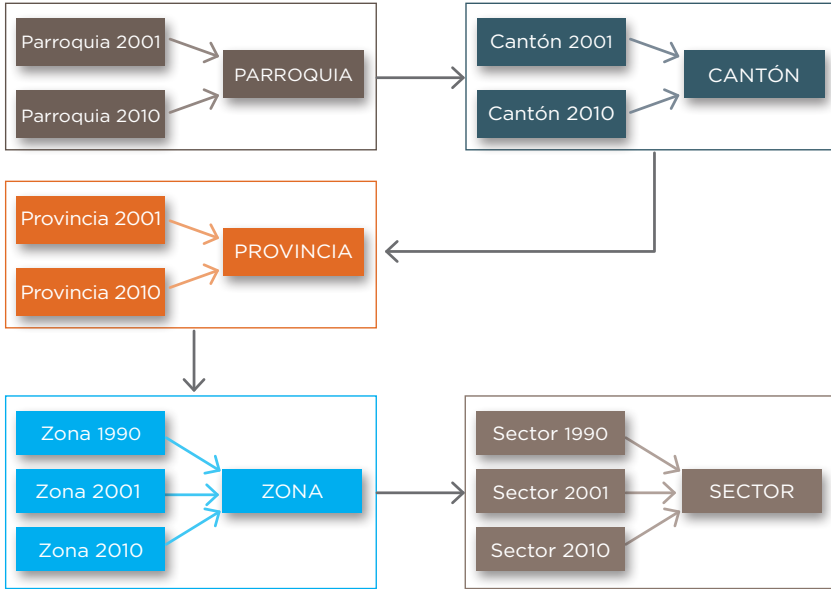 Parroquia 2001
Parroquia 2010
PARROQUIA
Cantón 2001
Cantón 2010
CANTÓN
Provincia 2001
Provincia 2010
PROVINCIA
Zona 1990
Zona 2001
Zona 2010
ZONA
Sector 1990
Sector 2001
Sector 2010
SECTOR